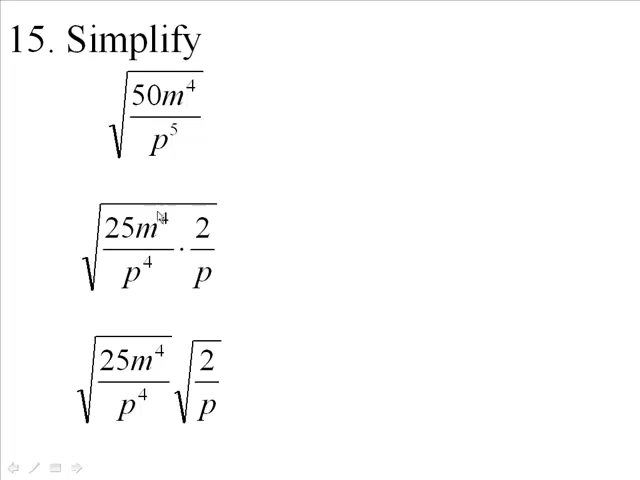 15. Simplify
√(50m⁴/p⁵)
√(25m⁴/p⁴ · 2/p)
√(25m⁴/p⁴) √(2/p)